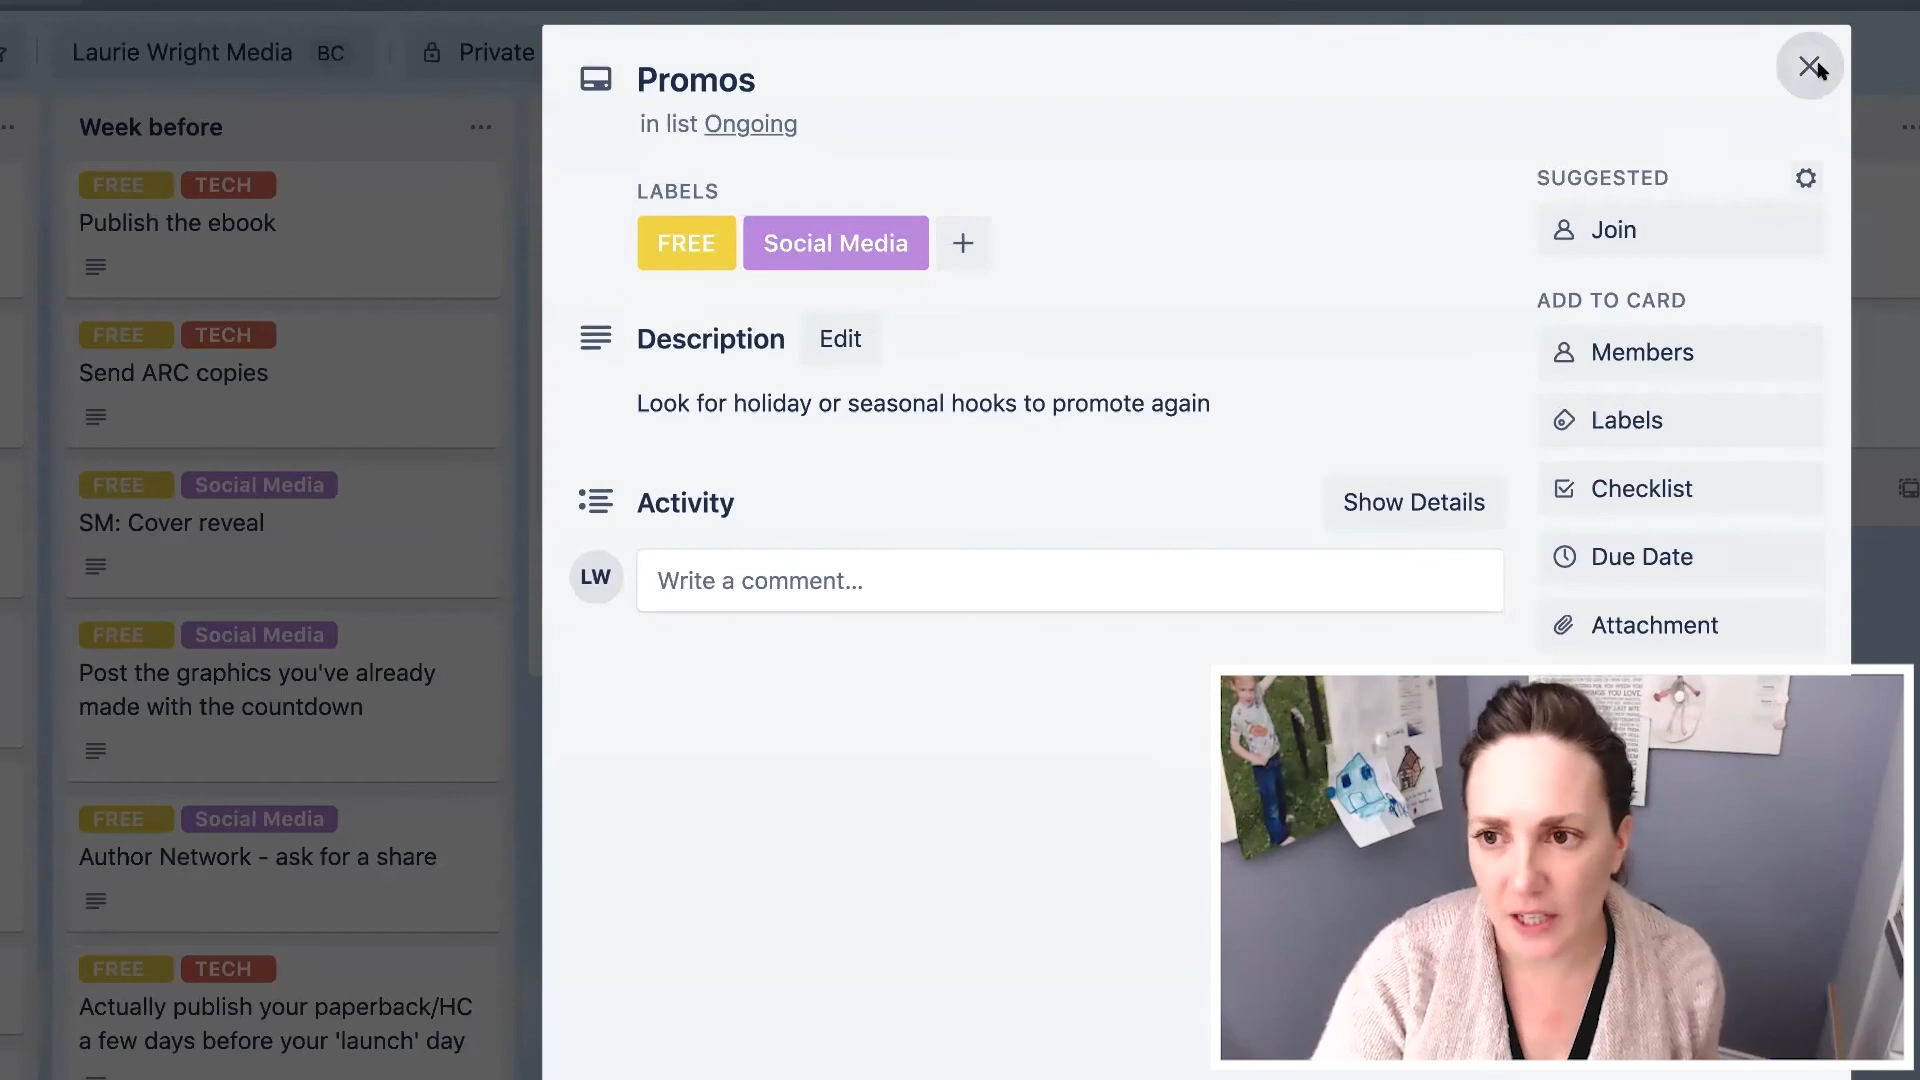 Laurie Wright Media BC
Private
Week before
FREE TECH
Publish the ebook
FREE TECH
Send ARC copies
FREE Social Media
SM: Cover reveal
FREE Social Media
Post the graphics you've already
made with the countdown
FREE Social Media
Author Network - ask for a share
FREE TECH
Actually publish your paperback/HC
a few days before your 'launch' day
Promos
in list Ongoing
LABELS
FREE Social Media
Description Edit
Look for holiday or seasonal hooks to promote again
Activity Show Details
LW Write a comment...
SUGGESTED
Join
ADD TO CARD
Members
Labels
Checklist
Due Date
Attachment